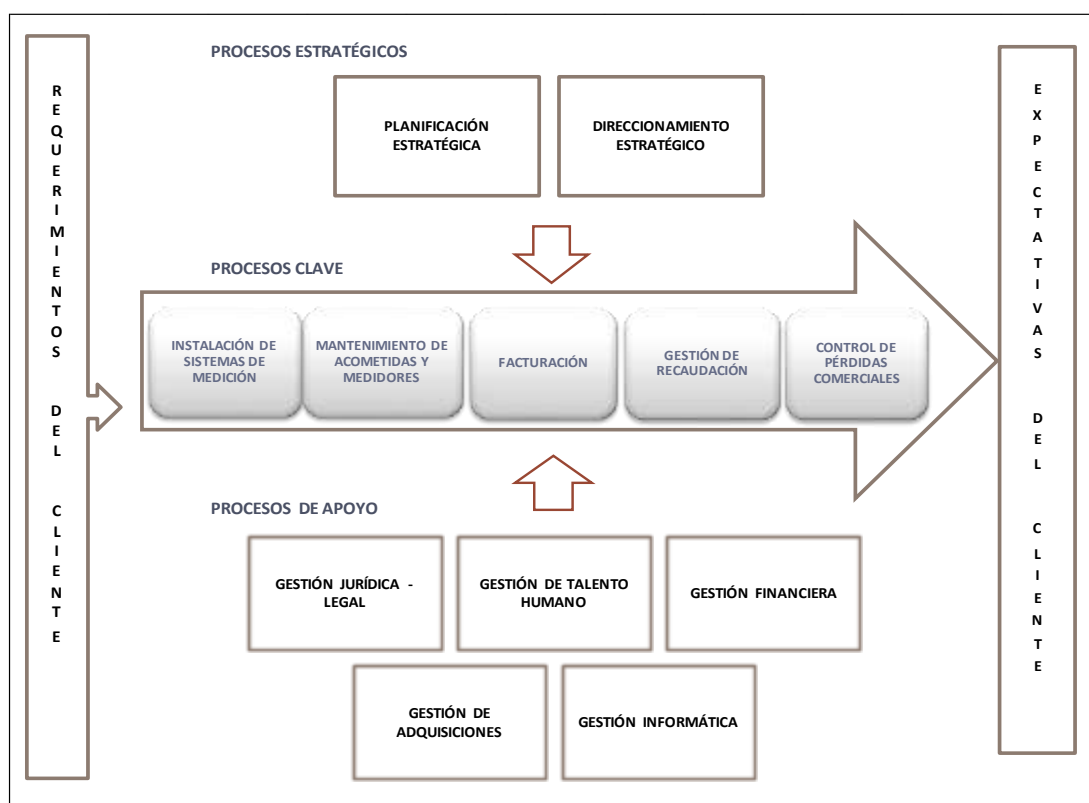 REQUERIMIENTOS DEL CLIENTE
PROCESOS ESTRATÉGICOS
PLANIFICACIÓN
ESTRATÉGICA
DIRECCIONAMIENTO
ESTRATÉGICO
PROCESOS CLAVE
INSTALACIÓN DE
SISTEMAS DE
MEDICIÓN
MANTENIMIENTO DE
ACOMETIDAS Y
MEDIDORES
FACTURACIÓN
GESTIÓN DE
RECAUDACIÓN
CONTROL DE
PÉRDIDAS
COMERCIALES
PROCESOS DE APOYO
GESTIÓN JURÍDICA -
LEGAL
GESTIÓN DE TALENTO
HUMANO
GESTIÓN FINANCIERA
GESTIÓN DE
ADQUISICIONES
GESTIÓN INFORMÁTICA
EXPECTATIVAS DEL CLIENTE